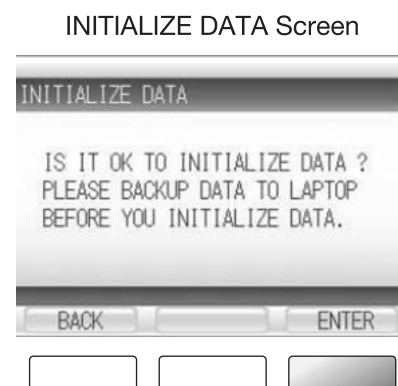 INITIALIZE DATA Screen
INITIALIZE DATA
IS IT OK TO INITIALIZE DATA ?
PLEASE BACKUP DATA TO LAPTOP
BEFORE YOU INITIALIZE DATA.
BACK ENTER